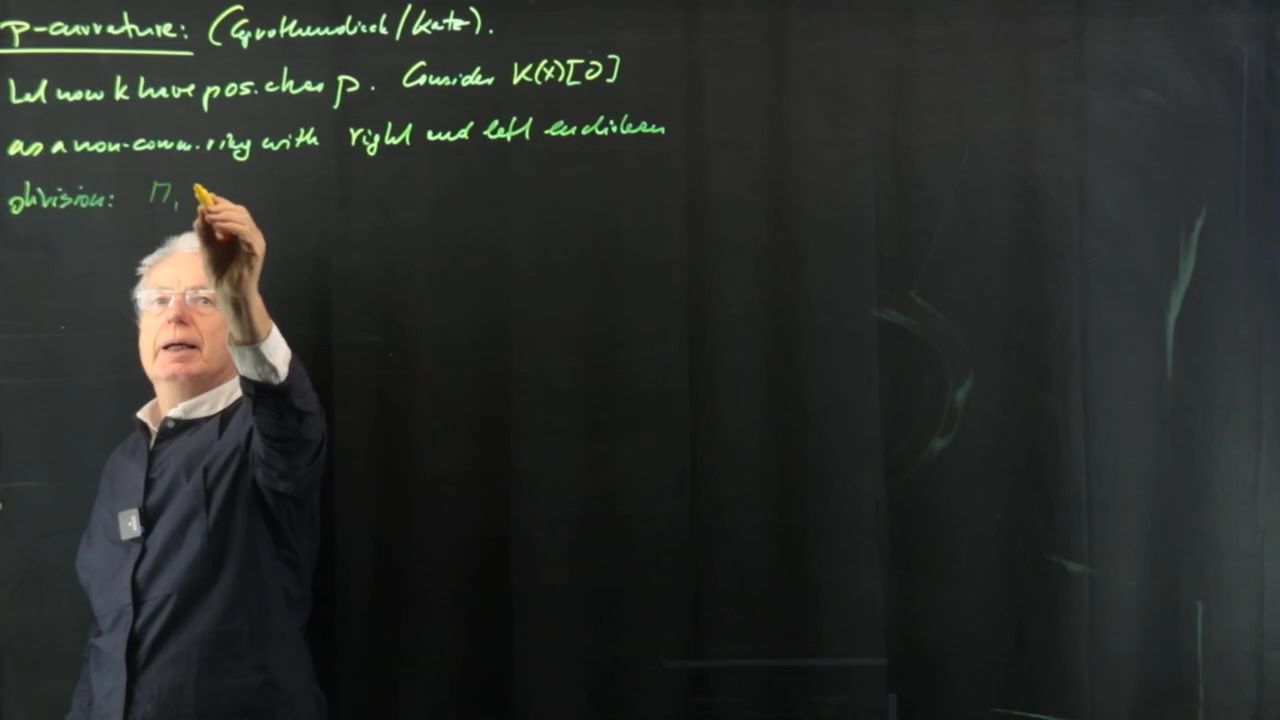 p-curvature: (Grothendieck/Katz).
Let now k have pos. char p. Consider K(x)[∂]
as a non-comm. ring with right and left euclidean
division: M,